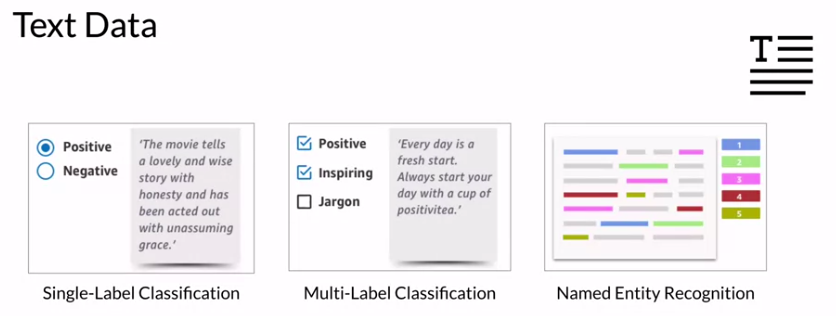 Text Data
T
Positive
Negative
‘The movie tells
a lovely and wise
story with
honesty and has
been acted out
with unassuming
grace.’
Single-Label Classification
Positive
Inspiring
Jargon
‘Every day is a
fresh start.
Always start your
day with a cup of
positivitea.’
Multi-Label Classification
1
2
3
4
5
Named Entity Recognition